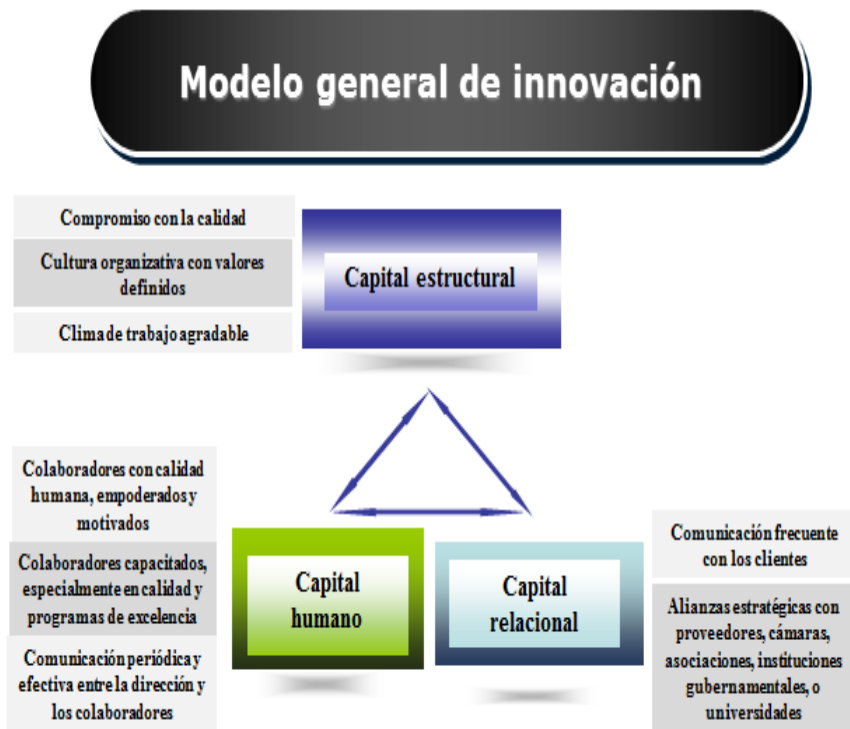 Modelo general de innovación
Compromiso con la calidad
Cultura organizativa con valores
definidos
Clima de trabajo agradable
Capital estructural
Colaboradores con calidad
humana, empoderados y
motivados
Colaboradores capacitados,
especialmente en calidad y
programas de excelencia
Comunicación periódica y
efectiva entre la dirección y
los colaboradores
Capital
humano
Capital
relacional
Comunicación frecuente
con los clientes
Alianzas estratégicas con
proveedores, cámaras,
asociaciones, instituciones
gubernamentales, o
universidades